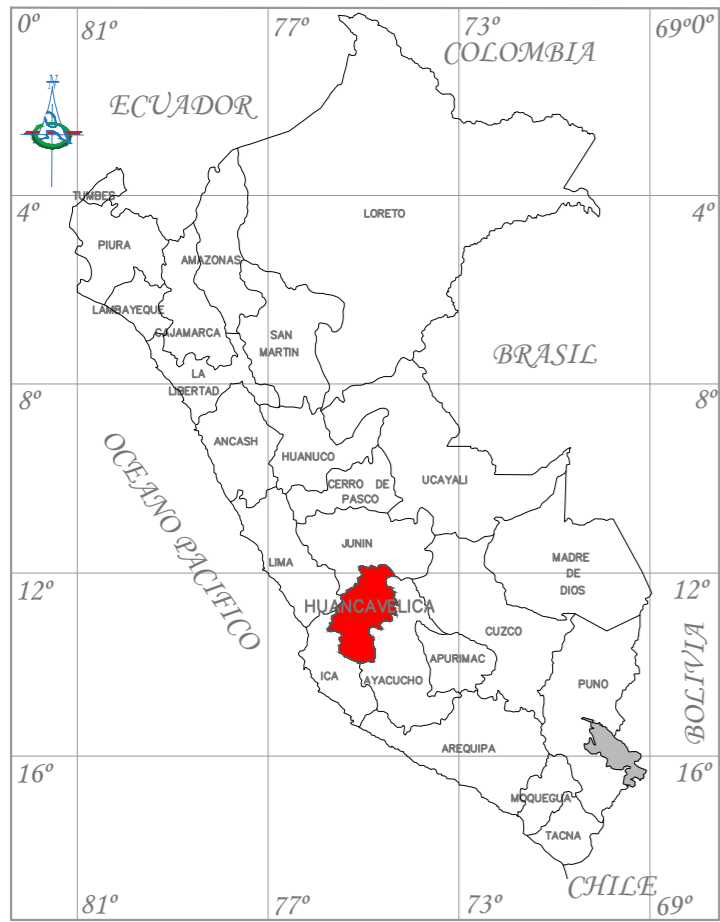 0º
81º
77º
73º
69º
0º
COLOMBIA
ECUADOR
N
TUMBES
4º
4º
LORETO
PIURA
AMAZONAS
LAMBAYEQUE
CAJAMARCA
SAN
MARTIN
BRASIL
LA
LIBERTAD
8º
8º
ANCASH
HUANUCO
UCAYALI
CERRO DE
PASCO
OCEANO PACIFICO
JUNIN
LIMA
MADRE
DE
DIOS
12º
12º
HUANCAVELICA
CUZCO
BOLIVIA
APURIMAC
ICA
AYACUCHO
PUNO
AREQUIPA
16º
16º
MOQUEGUA
TACNA
CHILE
81º
77º
73º
69º